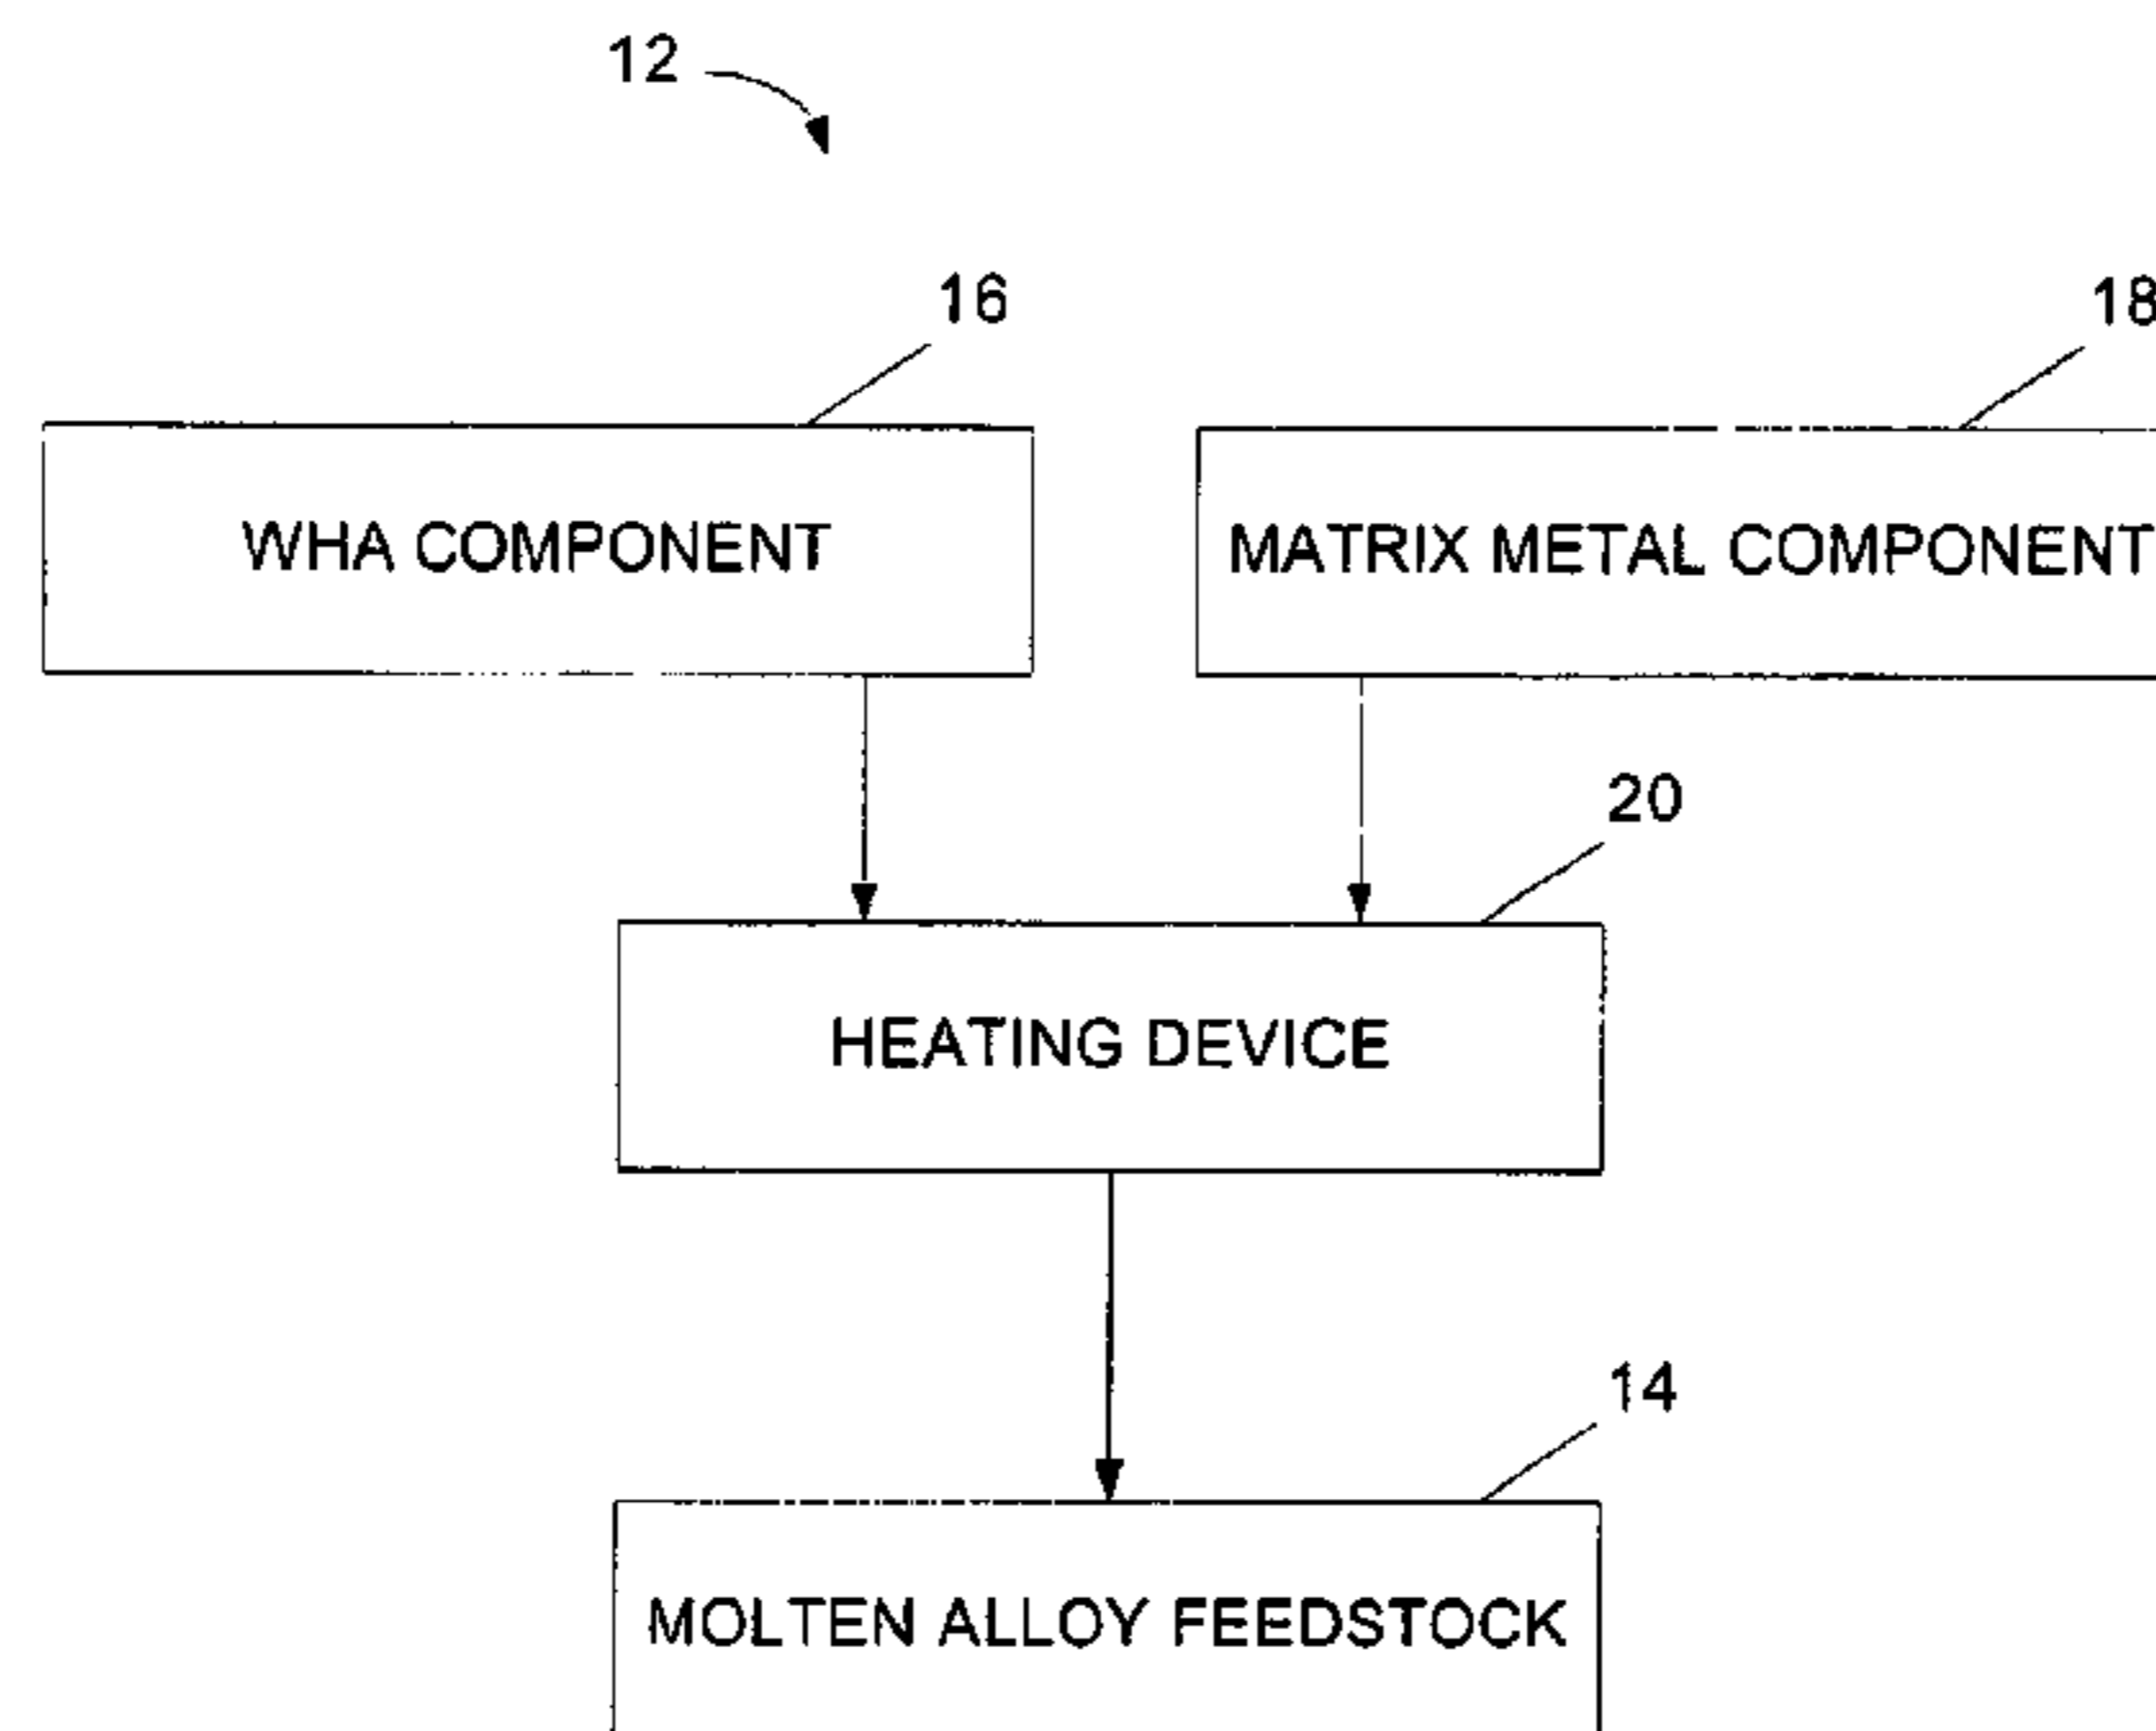 12
16
18
WHA COMPONENT
MATRIX METAL COMPONENT
20
HEATING DEVICE
14
MOLTEN ALLOY FEEDSTOCK